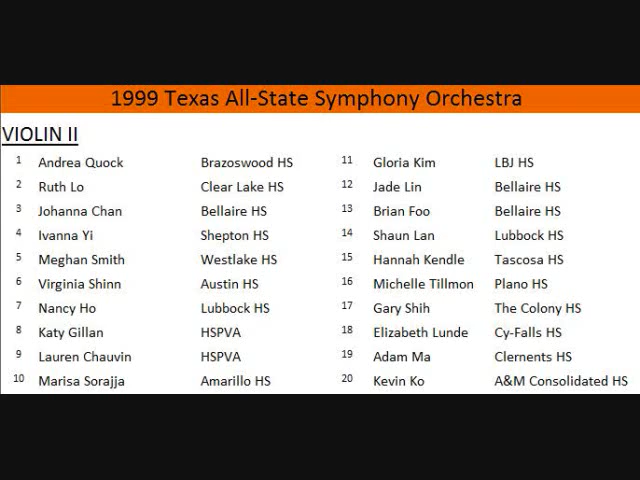 1999 Texas All-State Symphony Orchestra
VIOLIN II
1 Andrea Quock Brazoswood HS
2 Ruth Lo Clear Lake HS
3 Johanna Chan Bellaire HS
4 Ivanna Yi Shepton HS
5 Meghan Smith Westlake HS
6 Virginia Shinn Austin HS
7 Nancy Ho Lubbock HS
8 Katy Gillan HSPVA
9 Lauren Chauvin HSPVA
10 Marisa Sorajja Amarillo HS
11 Gloria Kim LBJ HS
12 Jade Lin Bellaire HS
13 Brian Foo Bellaire HS
14 Shaun Lan Lubbock HS
15 Hannah Kendle Tascosa HS
16 Michelle Tillmon Plano HS
17 Gary Shih The Colony HS
18 Elizabeth Lunde Cy-Falls HS
19 Adam Ma Clernents HS
20 Kevin Ko A&M Consolidated HS